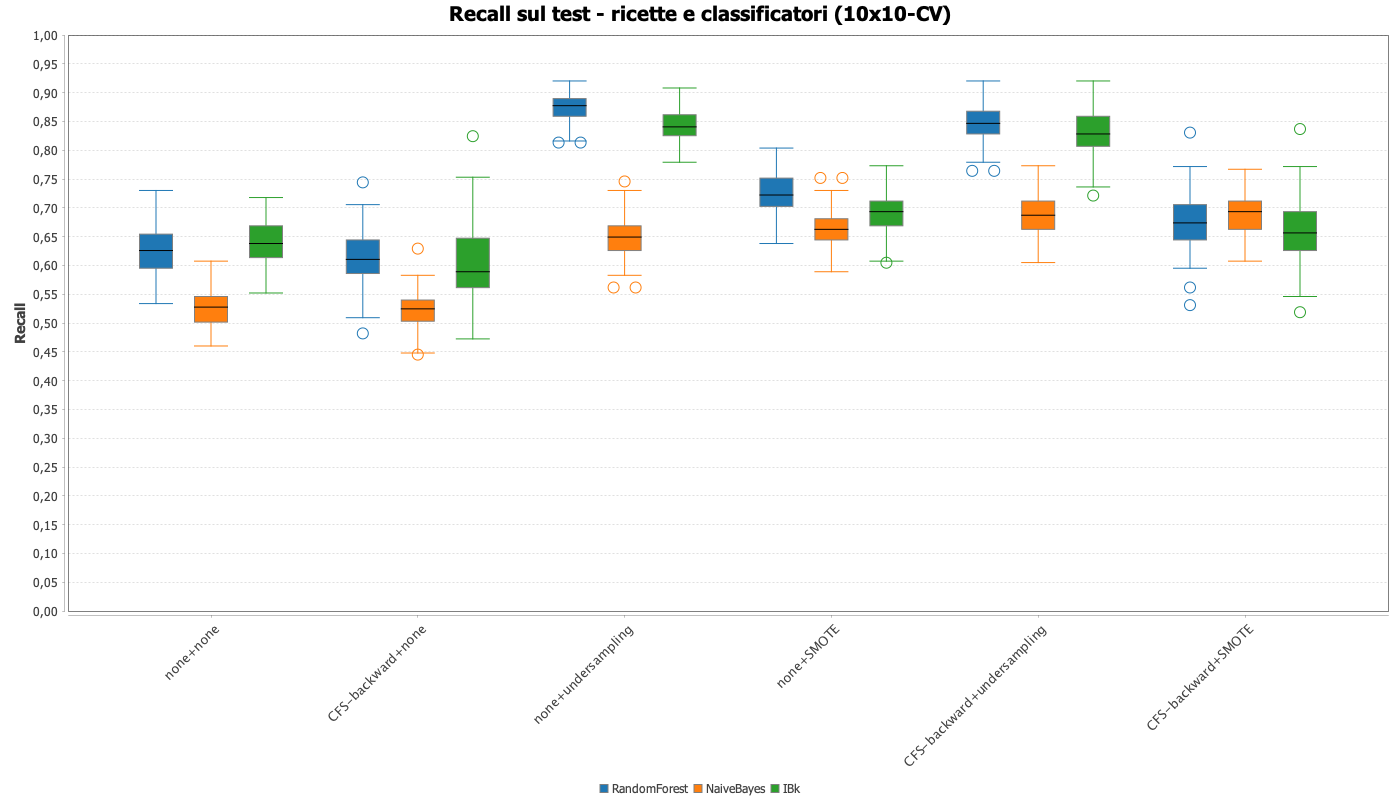 Recall sul test - ricette e classificatori (10x10-CV)
Recall
1,00
0,95
0,90
0,85
0,80
0,75
0,70
0,65
0,60
0,55
0,50
0,45
0,40
0,35
0,30
0,25
0,20
0,15
0,10
0,05
0,00
none+none
CFS-backward+none
none+undersampling
none+SMOTE
CFS-backward+undersampling
CFS-backward+SMOTE
RandomForest NaiveBayes IBk